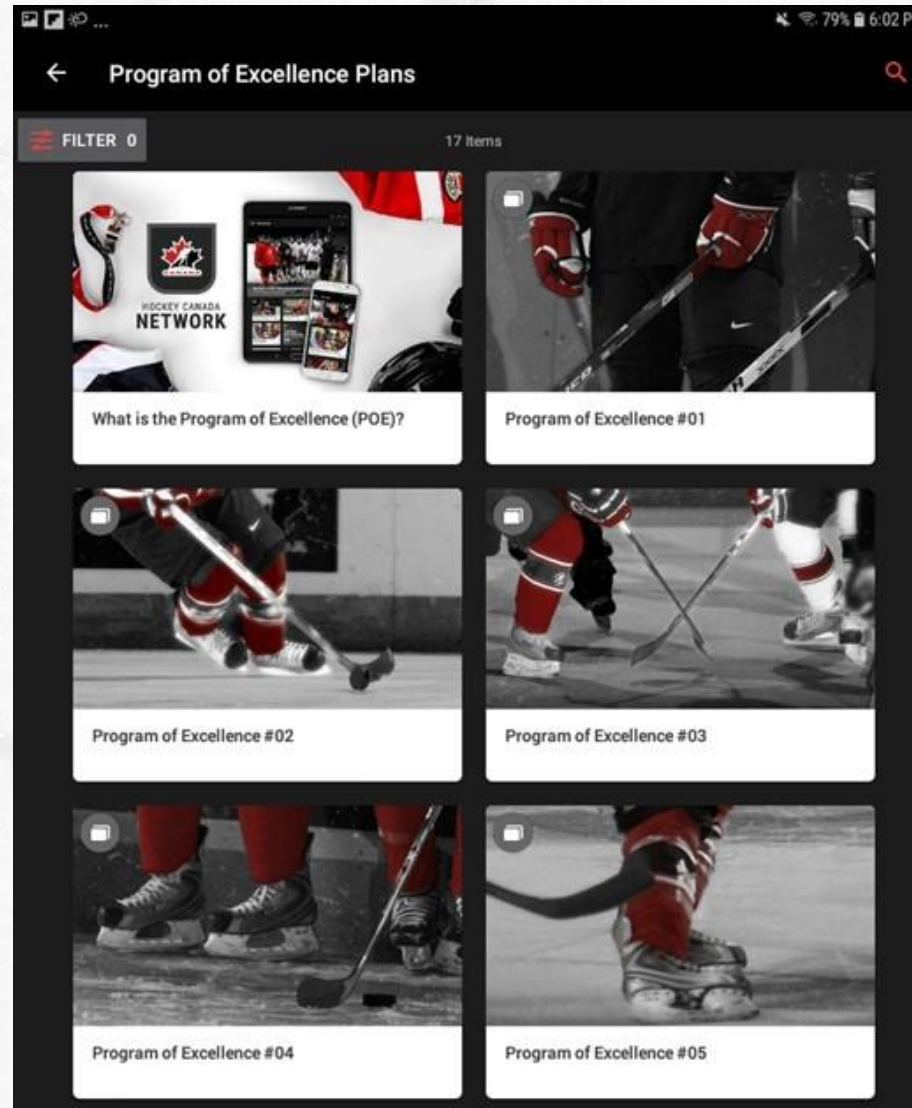 ... 79% 6:02 P
Program of Excellence Plans
FILTER 0
17 Items
CANADA
HOCKEY CANADA
NETWORK
What is the Program of Excellence (POE)?
Program of Excellence #01
Program of Excellence #02
Program of Excellence #03
Program of Excellence #04
Program of Excellence #05